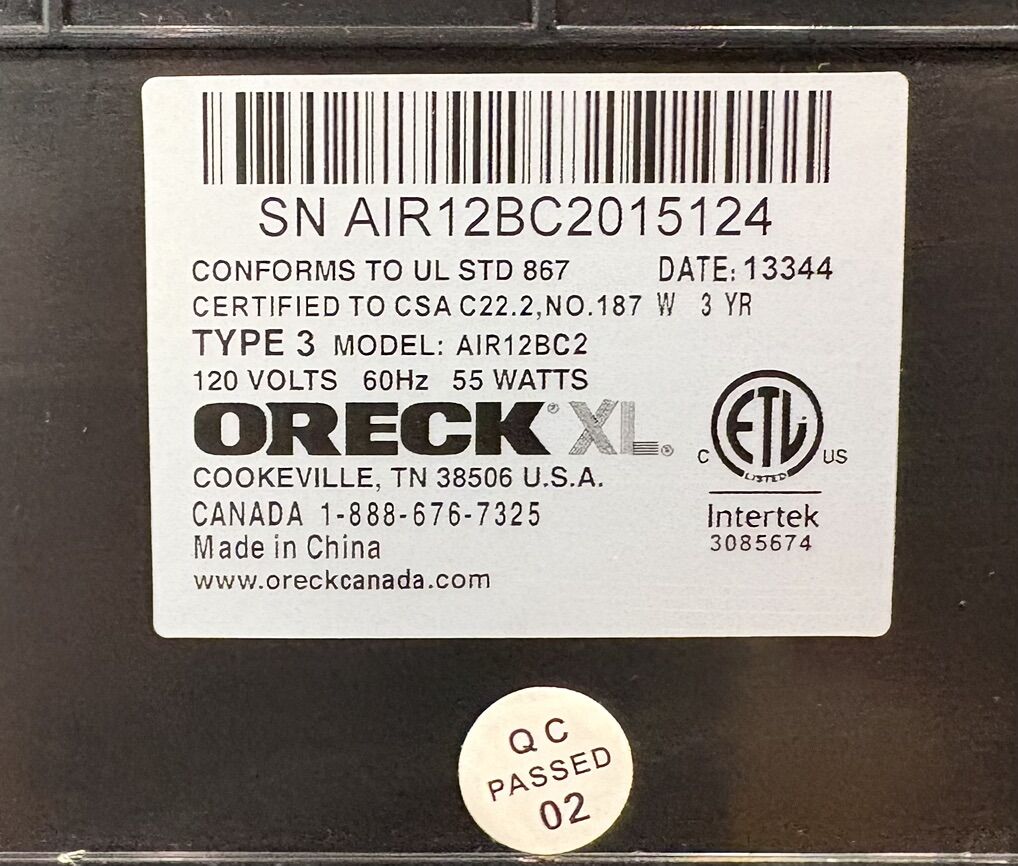 SN AIR12BC2015124
CONFORMS TO UL STD 867 DATE: 13344
CERTIFIED TO CSA C22.2,NO.187 W 3 YR
TYPE 3 MODEL: AIR12BC2
120 VOLTS 60Hz 55 WATTS
ORECK® XL®
ETL
C US
LISTED
COOKEVILLE, TN 38506 U.S.A.
CANADA 1-888-676-7325
Intertek
3085674
Made in China
www.oreckcanada.com
QC
PASSED
02